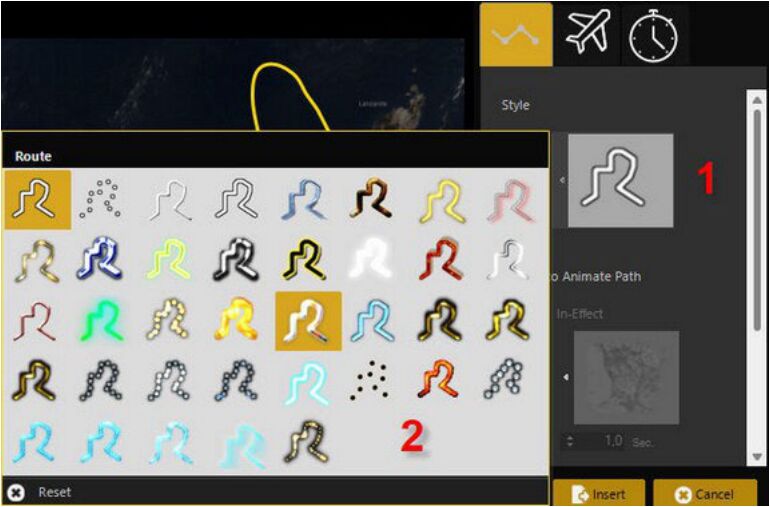 Lanzarote
Style
Route
1
o Animate Path
In-Effect
1,0 Sec.
2
Reset
Insert
Cancel